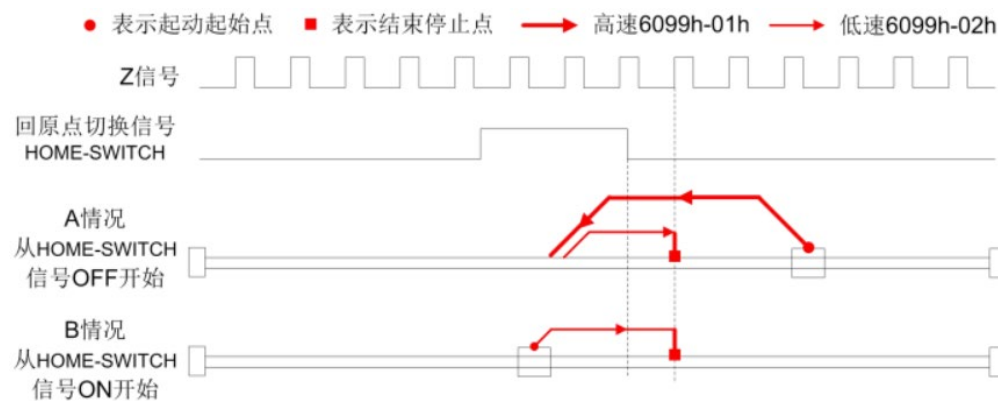 表示起动起始点 表示结束停止点 高速6099h-01h 低速6099h-02h
Z信号
回原点切换信号
HOME-SWITCH
A情况
从HOME-SWITCH
信号OFF开始
B情况
从HOME-SWITCH
信号ON开始